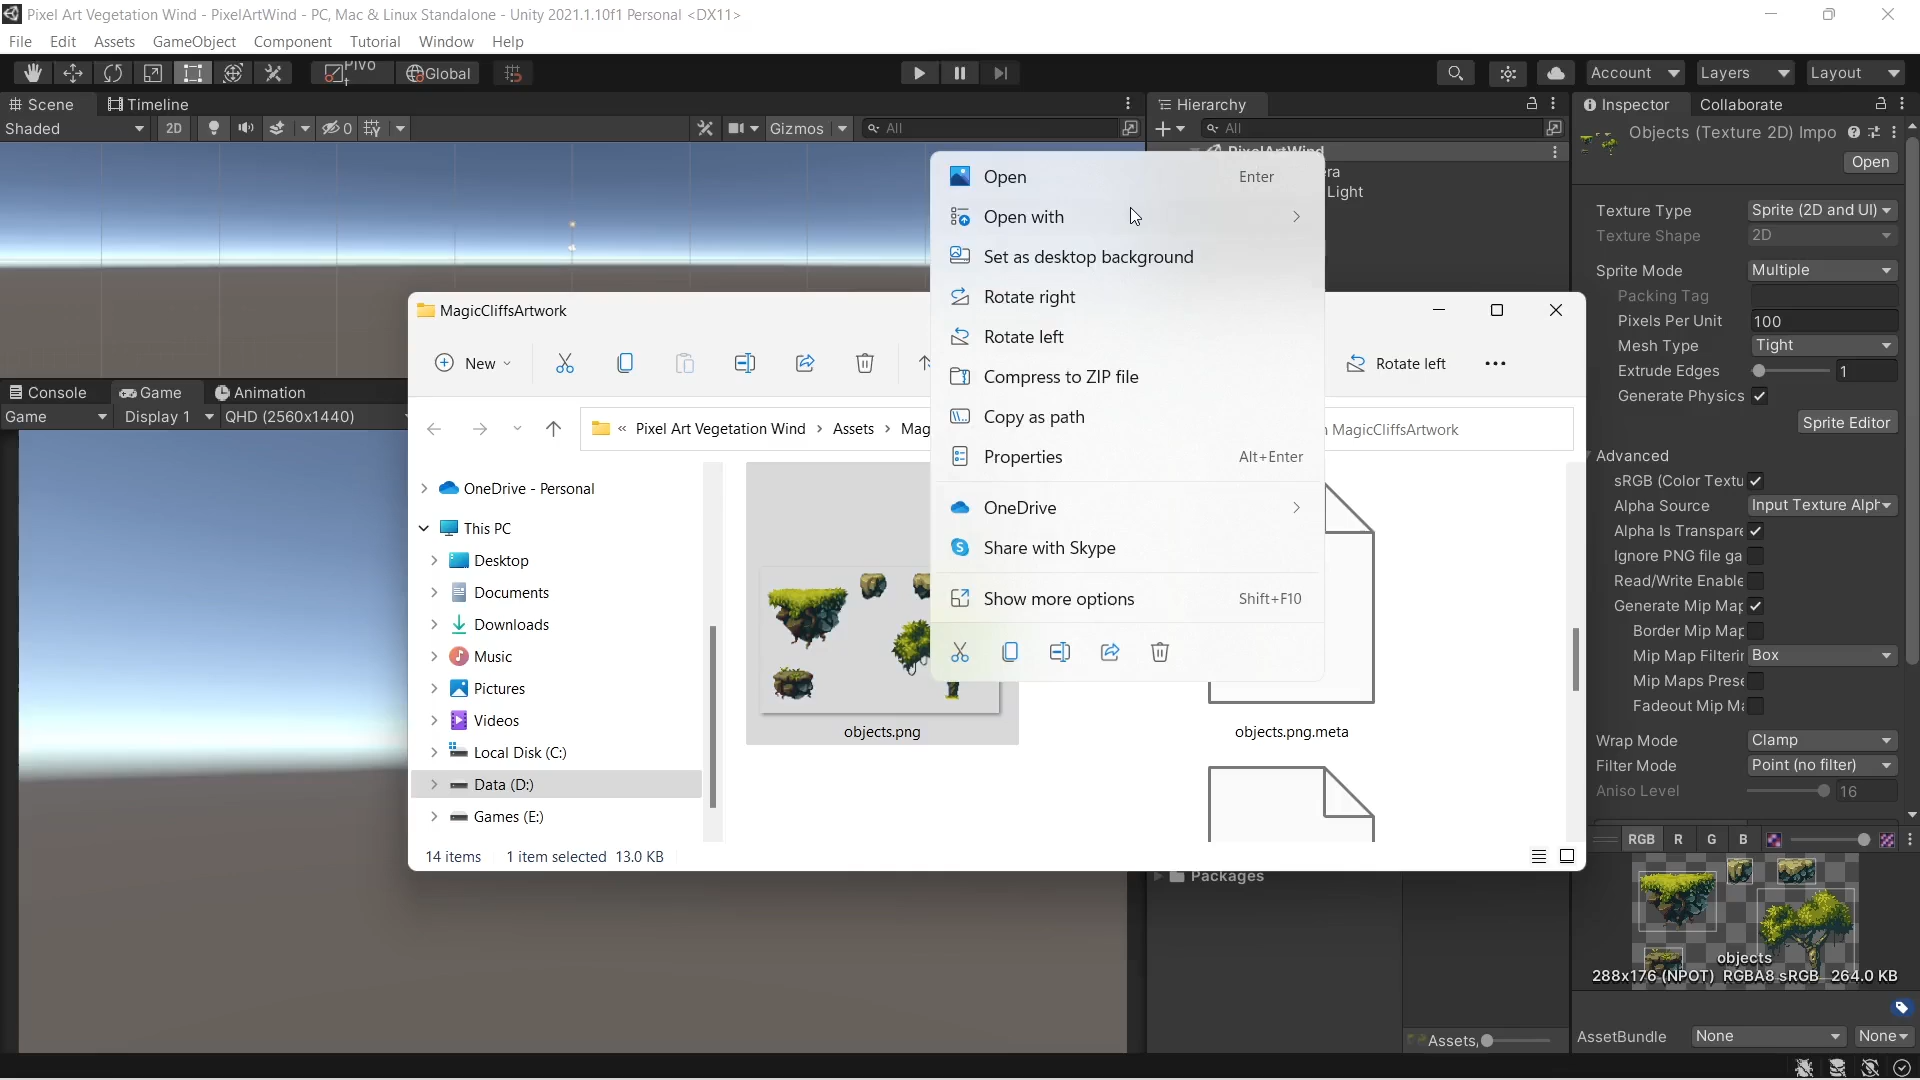 Pixel Art Vegetation Wind - PixelArtWind - PC, Mac & Linux Standalone - Unity 2021.1.10f1 Personal <DX11>
File Edit Assets GameObject Component Tutorial Window Help
Pivot Global Account Layers Layout
Scene Timeline
Shaded 2D 0 Gizmos All
Hierarchy
All
PixelArtWind
era
Light
Packages
Assets,
Inspector Collaborate
Objects (Texture 2D) Impo
Open
Texture Type Sprite (2D and UI)
Texture Shape 2D
Sprite Mode Multiple
Packing Tag
Pixels Per Unit 100
Mesh Type Tight
Extrude Edges 1
Generate Physics
Sprite Editor
Advanced
sRGB (Color Textu
Alpha Source Input Texture Alph
Alpha Is Transpare
Ignore PNG file ga
Read/Write Enable
Generate Mip Map
Border Mip Map
Mip Map Filterin Box
Mip Maps Prese
Fadeout Mip Ma
Wrap Mode Clamp
Filter Mode Point (no filter)
Aniso Level 16
RGB R G B
objects
288x176 (NPOT) RGBA8 sRGB 264.0 KB
AssetBundle None None
Console Game Animation
Game Display 1 QHD (2560x1440)
MagicCliffsArtwork
New Rotate left
« Pixel Art Vegetation Wind › Assets › Mag
MagicCliffsArtwork
OneDrive - Personal
This PC
Desktop
Documents
Downloads
Music
Pictures
Videos
Local Disk (C:)
Data (D:)
Games (E:)
objects.png
objects.png.meta
14 items 1 item selected 13.0 KB
Open Enter
Open with
Set as desktop background
Rotate right
Rotate left
Compress to ZIP file
Copy as path
Properties Alt+Enter
OneDrive
Share with Skype
Show more options Shift+F10